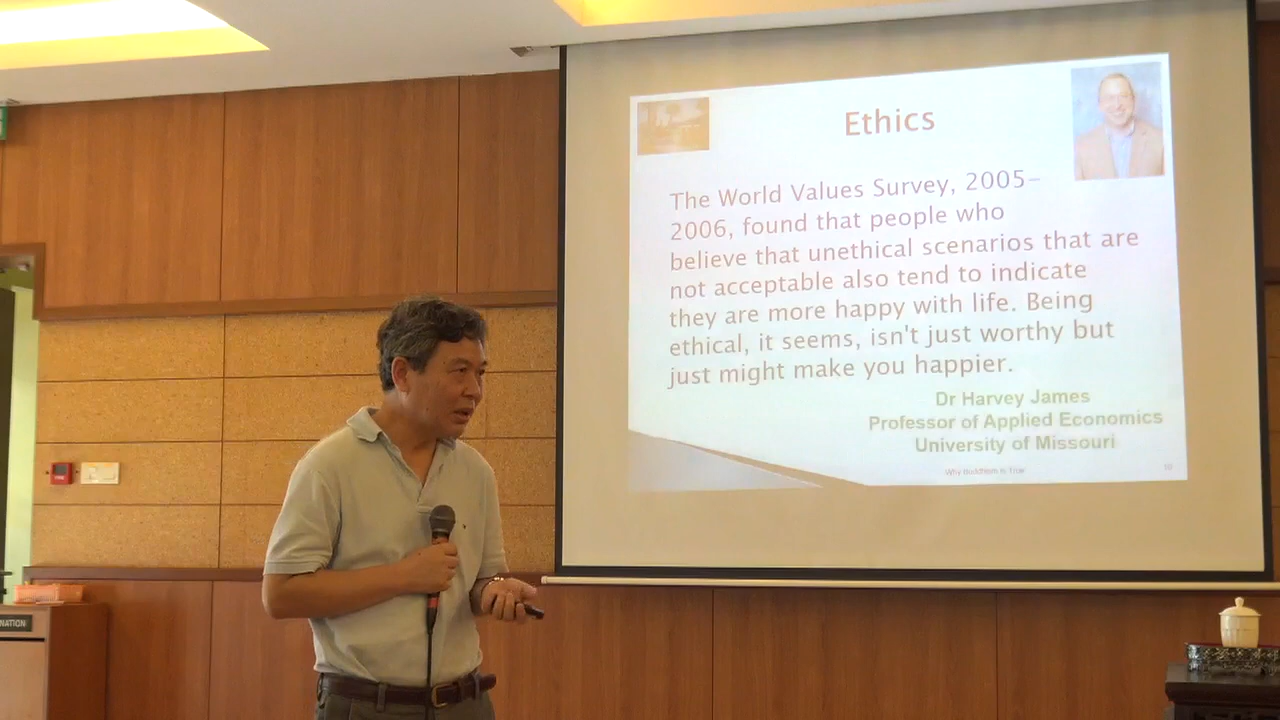 Ethics
The World Values Survey, 2005-
2006, found that people who
believe that unethical scenarios that are
not acceptable also tend to indicate
they are more happy with life. Being
ethical, it seems, isn't just worthy but
just might make you happier.
Dr Harvey James
Professor of Applied Economics
University of Missouri
Why Buddhism is True
NATION